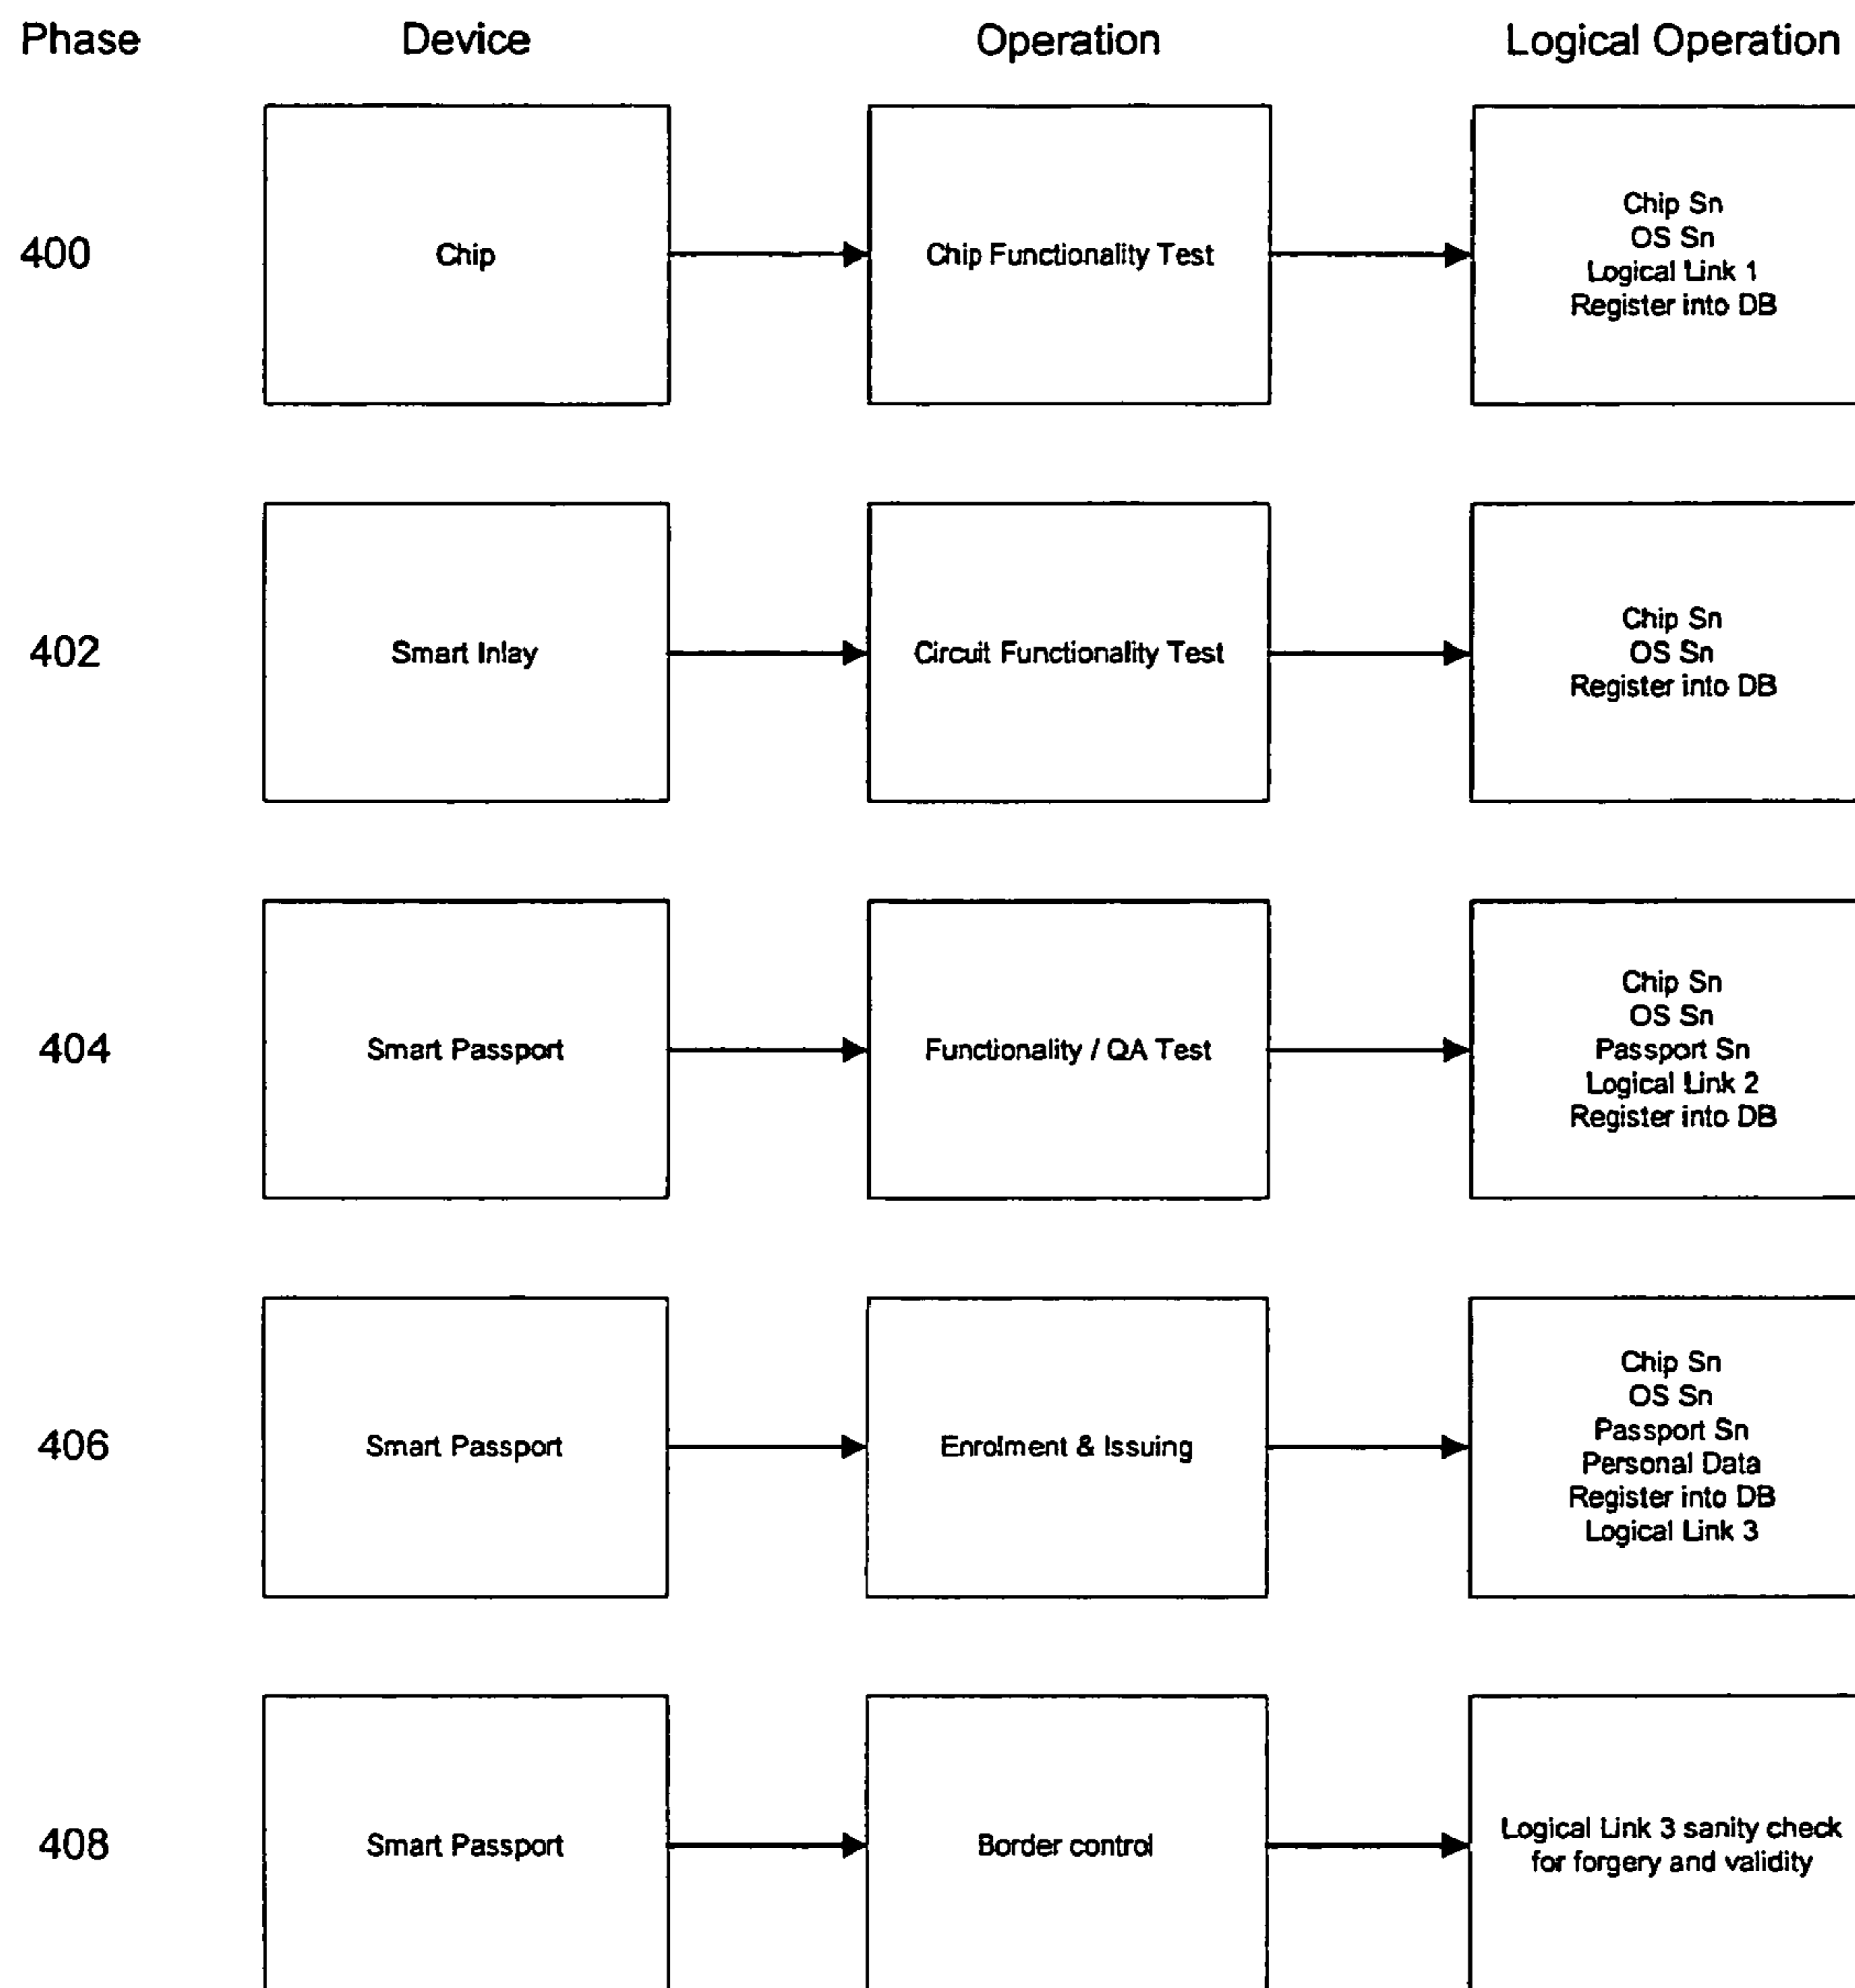 Phase Device Operation Logical Operation
400
Chip
Chip Functionality Test
Chip Sn
OS Sn
Logical Link 1
Register into DB
402
Smart Inlay
Circuit Functionality Test
Chip Sn
OS Sn
Register into DB
404
Smart Passport
Functionality / QA Test
Chip Sn
OS Sn
Passport Sn
Logical Link 2
Register into DB
406
Smart Passport
Enrolment & Issuing
Chip Sn
OS Sn
Passport Sn
Personal Data
Register into DB
Logical Link 3
408
Smart Passport
Border control
Logical Link 3 sanity check
for forgery and validity